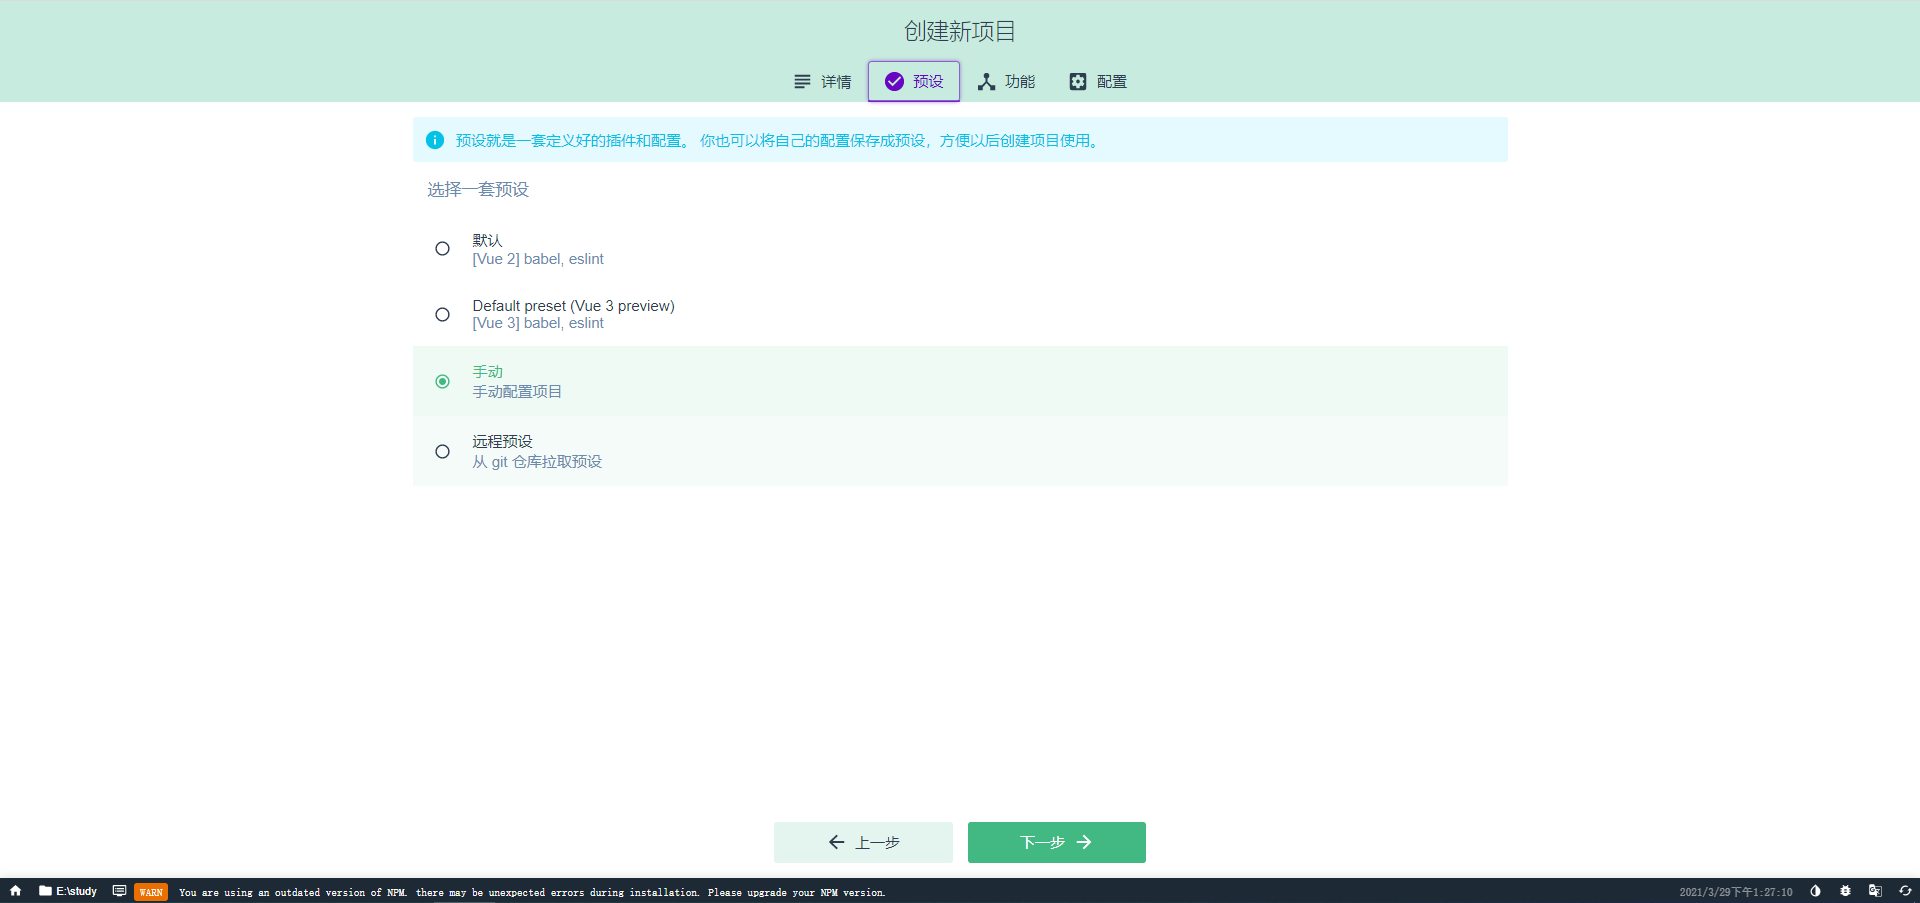 创建新项目
详情 预设 功能 配置
预设就是一套定义好的插件和配置。 你也可以将自己的配置保存成预设，方便以后创建项目使用。
选择一套预设
默认
[Vue 2] babel, eslint
Default preset (Vue 3 preview)
[Vue 3] babel, eslint
手动
手动配置项目
远程预设
从 git 仓库拉取预设
上一步 下一步
E:\study WARN You are using an outdated version of NPM. there may be unexpected errors during installation. Please upgrade your NPM version. 2021/3/29下午1:27:10